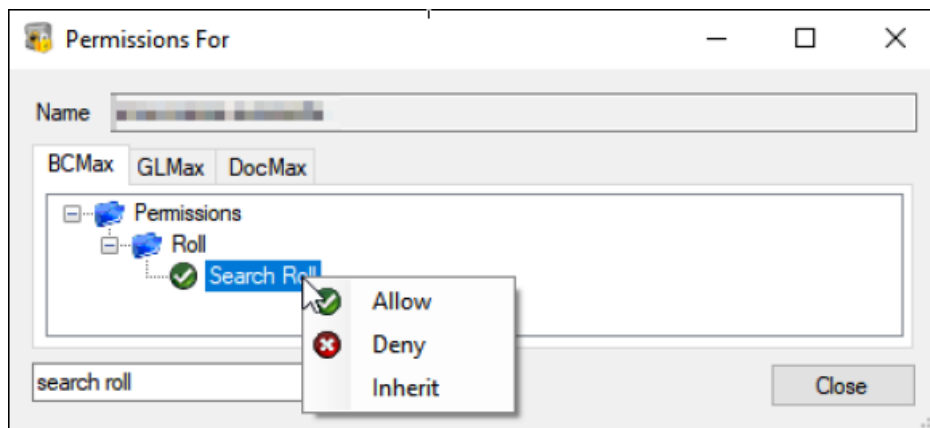 Permissions For
Name
BCMax GLMax DocMax
Permissions
Roll
Search Roll
Allow
Deny
Inherit
search roll
Close